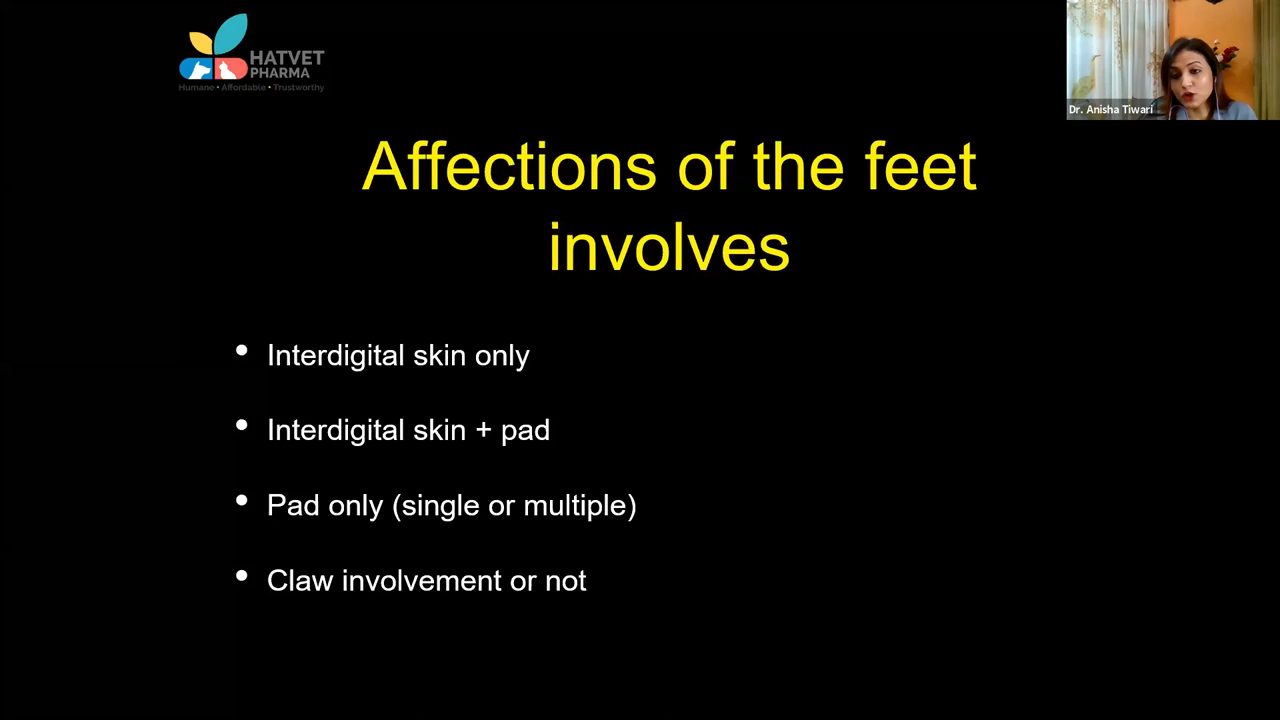 HATVET
PHARMA
Humane • Affordable • Trustworthy
Dr. Anisha Tiwari
Affections of the feet
involves
• Interdigital skin only
• Interdigital skin + pad
• Pad only (single or multiple)
• Claw involvement or not